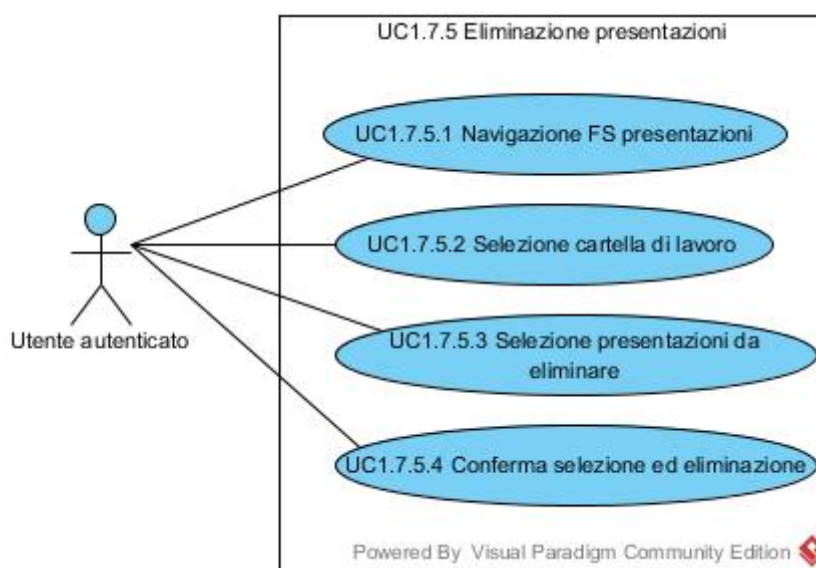 UC1.7.5 Eliminazione presentazioni
UC1.7.5.1 Navigazione FS presentazioni
UC1.7.5.2 Selezione cartella di lavoro
Utente autenticato
UC1.7.5.3 Selezione presentazioni da
eliminare
UC1.7.5.4 Conferma selezione ed eliminazione
Powered By Visual Paradigm Community Edition